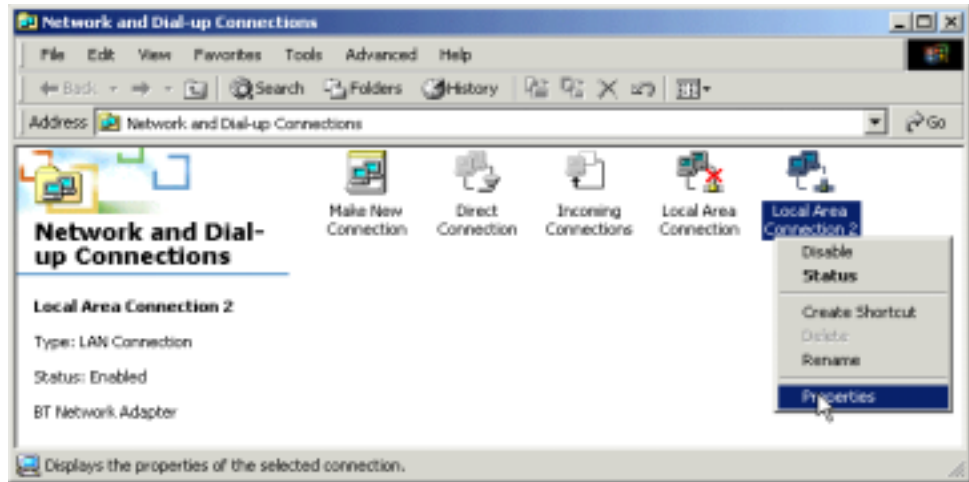 Network and Dial-up Connections
File Edit View Favorites Tools Advanced Help
Back Search Folders History
Address Network and Dial-up Connections Go
Make New Connection
Direct Connection
Incoming Connections
Local Area Connection
Local Area Connection 2
Network and Dial-
up Connections
Local Area Connection 2
Type: LAN Connection
Status: Enabled
BT Network Adapter
Disable
Status
Create Shortcut
Delete
Rename
Properties
Displays the properties of the selected connection.